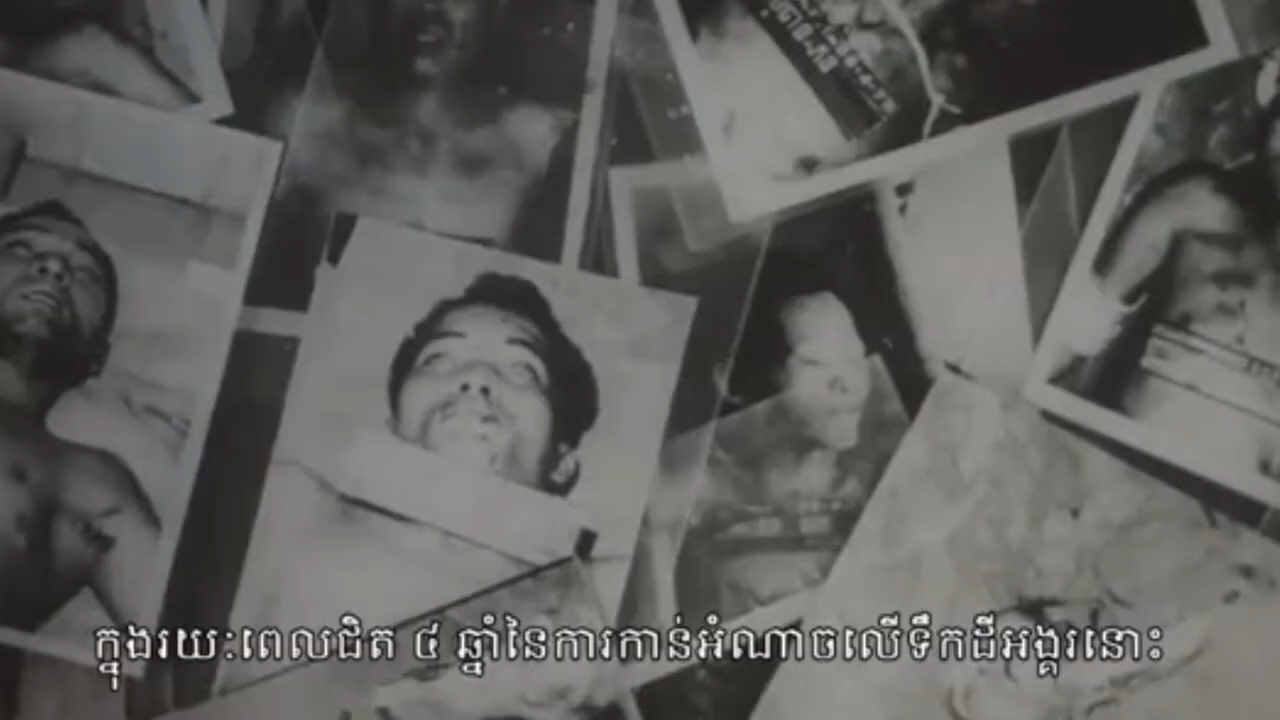 ក្នុងរយៈពេលជិត ៤ ឆ្នាំនៃការកាន់អំណាចលើទឹកដីអង្គរនោះ